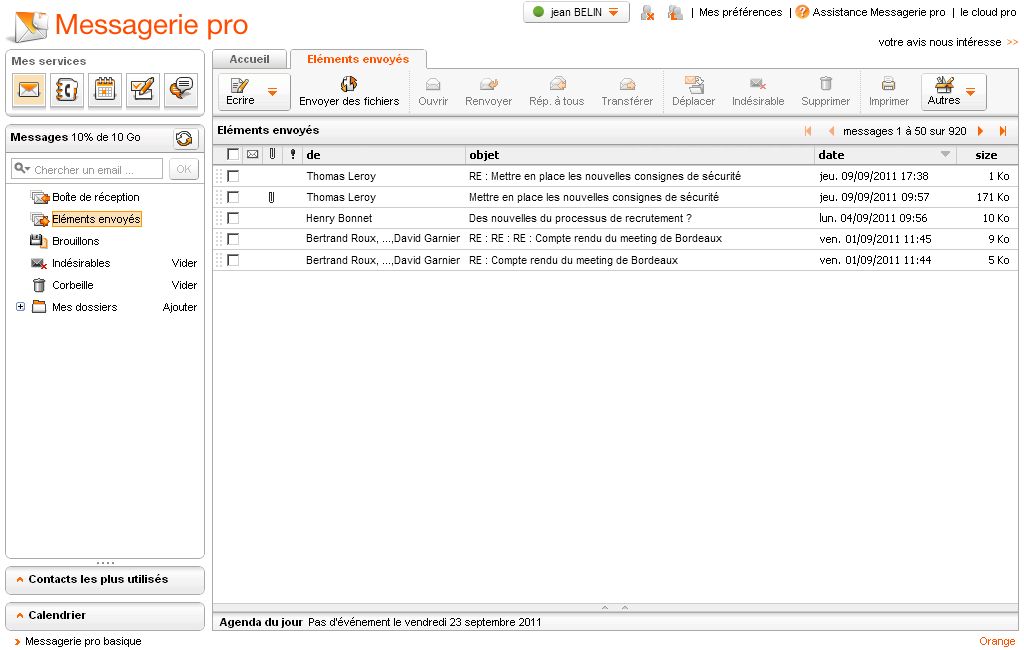 Messagerie pro
jean BELIN
| Mes préférences | ? Assistance Messagerie pro | le cloud pro
votre avis nous intéresse >>
Mes services
Accueil
Eléments envoyés
Ecrire
Envoyer des fichiers
Ouvrir
Renvoyer
Rép. à tous
Transférer
Déplacer
Indésirable
Supprimer
Imprimer
Autres
Messages 10% de 10 Go
Chercher un email ...
OK
Boîte de réception
Eléments envoyés
Brouillons
Indésirables Vider
Corbeille Vider
Mes dossiers Ajouter
Contacts les plus utilisés
Calendrier
Messagerie pro basique
Eléments envoyés
messages 1 à 50 sur 920
! de objet date size
Thomas Leroy RE : Mettre en place les nouvelles consignes de sécurité jeu. 09/09/2011 17:38 1 Ko
Thomas Leroy Mettre en place les nouvelles consignes de sécurité jeu. 09/09/2011 09:57 171 Ko
Henry Bonnet Des nouvelles du processus de recrutement ? lun. 04/09/2011 09:56 10 Ko
Bertrand Roux, ...,David Garnier RE : RE : RE : Compte rendu du meeting de Bordeaux ven. 01/09/2011 11:45 9 Ko
Bertrand Roux, ...,David Garnier RE : Compte rendu du meeting de Bordeaux ven. 01/09/2011 11:44 5 Ko
Agenda du jour Pas d'événement le vendredi 23 septembre 2011
Orange